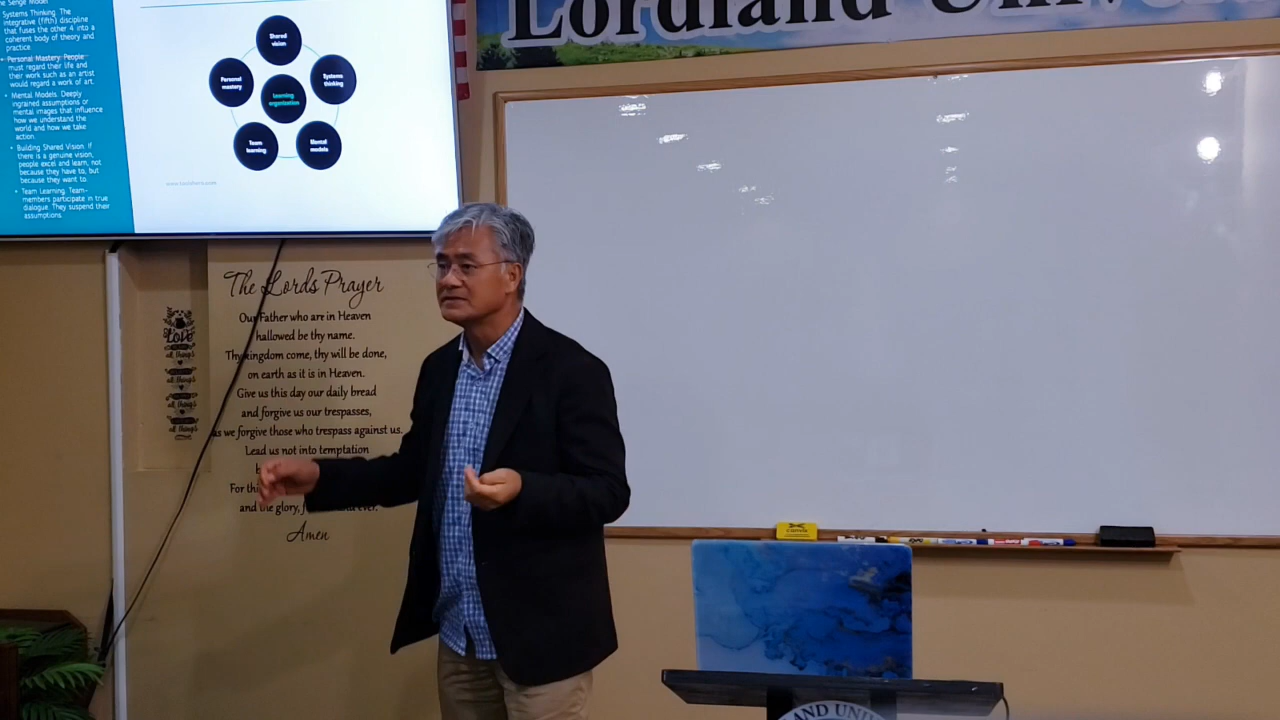 Systems Thinking. The
integrative (fifth) discipline
that fuses the other 4 into a
coherent body of theory and
practice
• Personal Mastery: People
must regard their life and
their work such as an artist
would regard a work of art.
• Mental Models. Deeply
ingrained assumptions or
mental images that influence
how we understand the
world and how we take
action.
• Building Shared Vision. If
there is a genuine vision,
people excel and learn, not
because they have to, but
because they want to.
• Team Learning. Team-
members participate in true
dialogue. They suspend their
assumptions.
Shared
vision
Personal
mastery
Systems
thinking
Learning
organization
Team
learning
Mental
models
Lordland
The Lords Prayer
Our Father who are in Heaven
hallowed be thy name.
Thy kingdom come, thy will be done,
on earth as it is in Heaven.
Give us this day our daily bread
and forgive us our trespasses,
as we forgive those who trespass against us.
Lead us not into temptation
For
and the glory,
Amen
LOVE
all things
all things
all things
all things
AND UNI